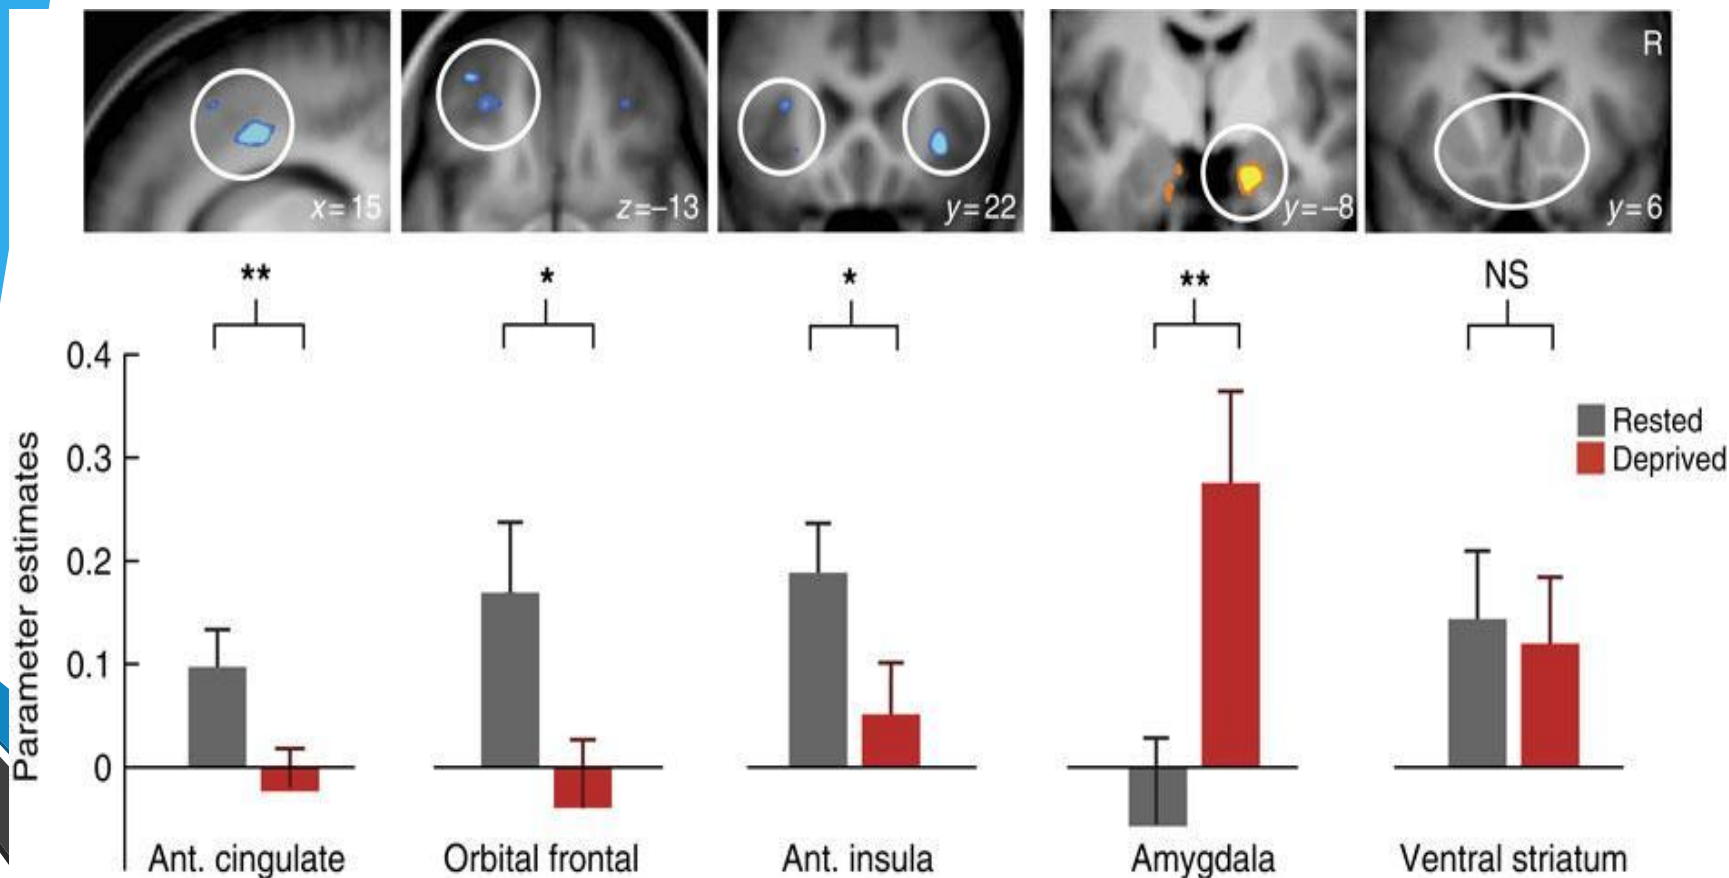 R
x=15
z=–13
y=22
y=–8
y=6
**
*
*
**
NS
0.4
0.3
0.2
0.1
0
Parameter estimates
Rested
Deprived
Ant. cingulate
Orbital frontal
Ant. insula
Amygdala
Ventral striatum